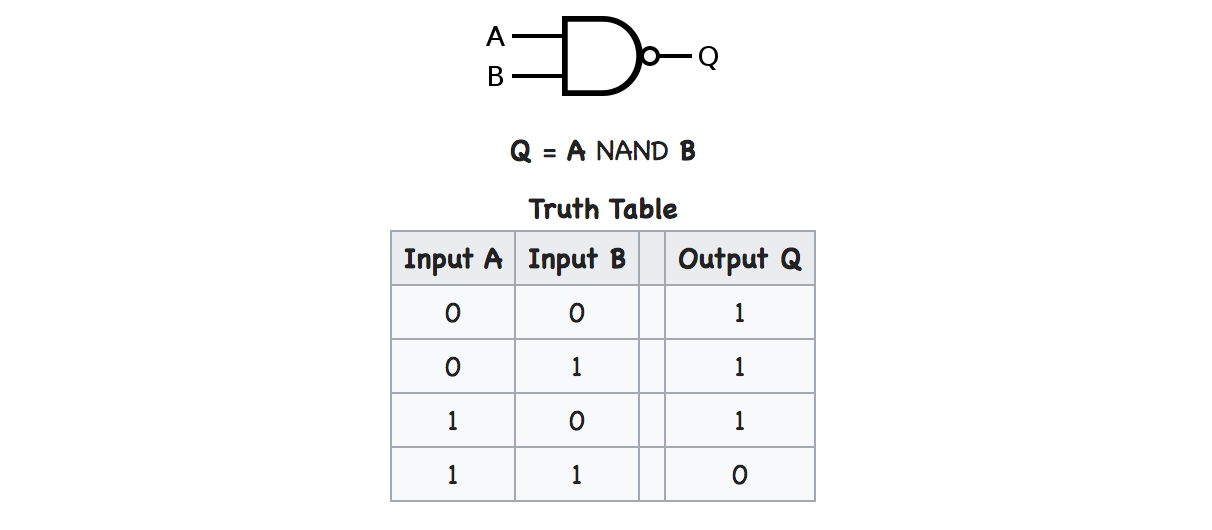 A
B
Q
Q = A NAND B
Truth Table
Input A Input B Output Q
0 0 1
0 1 1
1 0 1
1 1 0